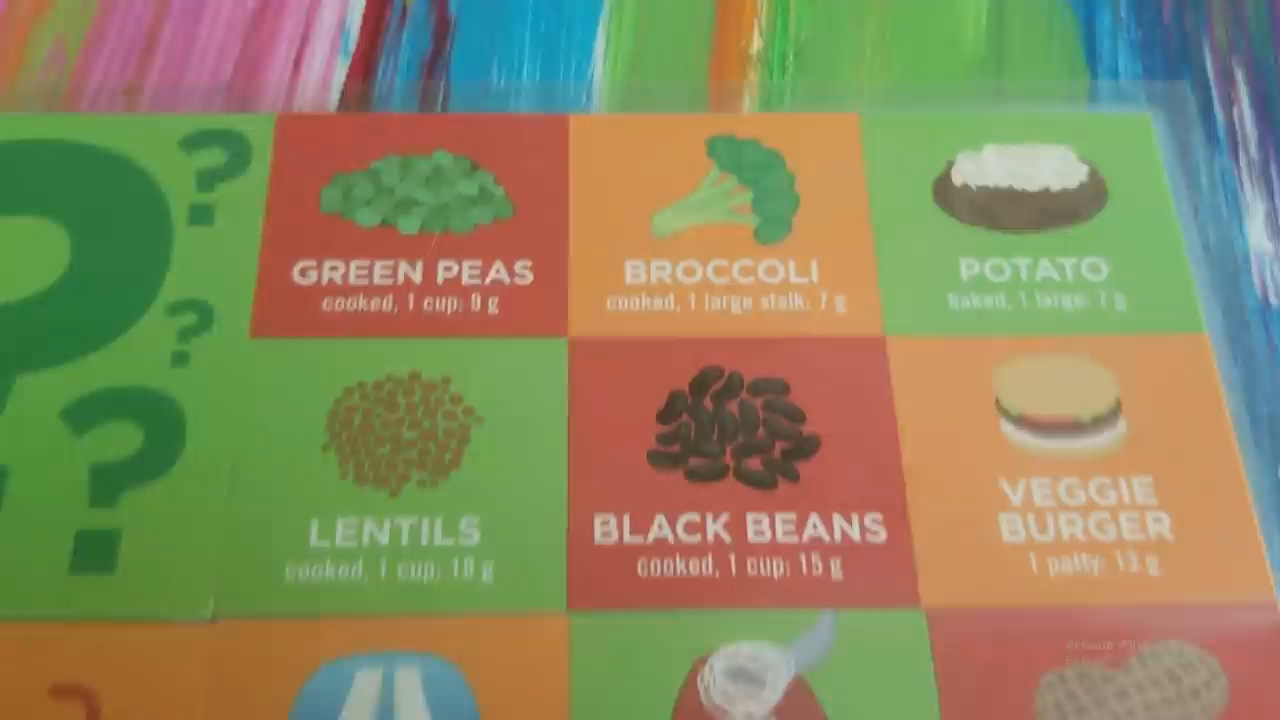 ?
?
?
?
GREEN PEAS
cooked, 1 cup: 9 g
BROCCOLI
cooked, 1 large stalk: 7 g
POTATO
baked, 1 large: 7 g
LENTILS
cooked, 1 cup: 18 g
BLACK BEANS
cooked, 1 cup: 15 g
VEGGIE
BURGER
1 patty: 13 g